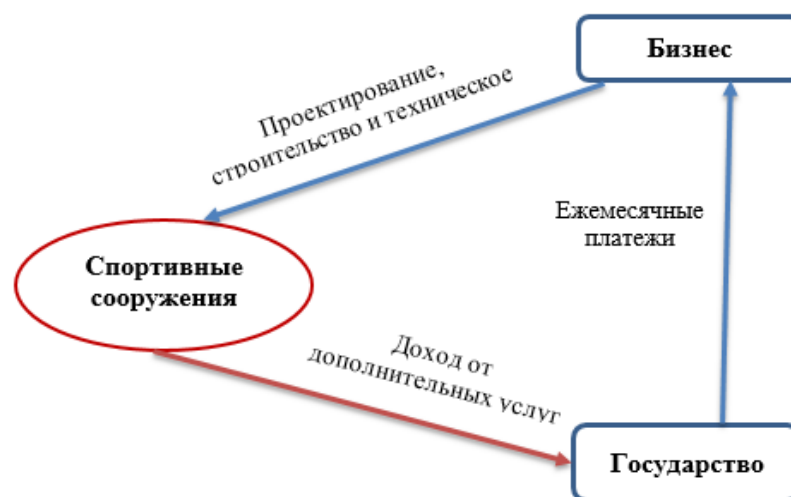 Бизнес
Проектирование,
строительство и техническое
Ежемесячные
платежи
Спортивные
сооружения
Доход от
дополнительных услуг
Государство